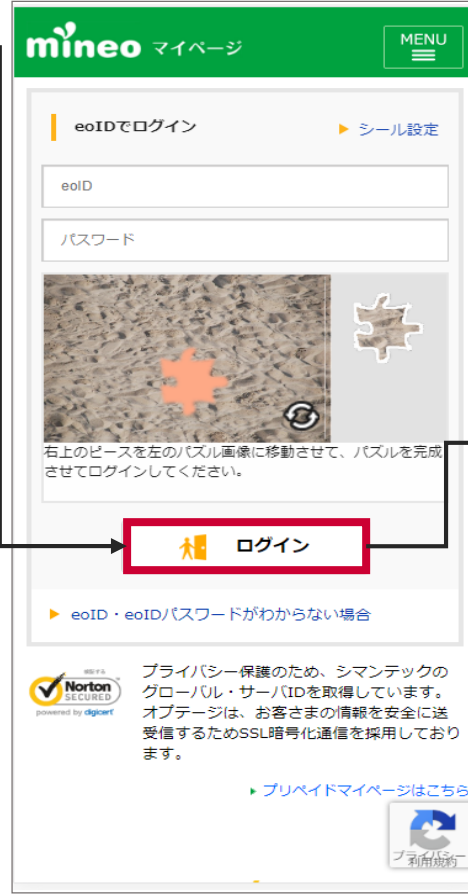 mineo マイページ
MENU
eoIDでログイン
シール設定
eoID
パスワード
右上のピースを左のパズル画像に移動させて、パズルを完成
させてログインしてください。
ログイン
eoID・eoIDパスワードがわからない場合
Norton
SECURED
powered by digicert
プライバシー保護のため、シマンテックの
グローバル・サーバIDを取得しています。
オプテージは、お客さまの情報を安全に送
受信するためSSL暗号化通信を採用しており
ます。
プリペイドマイページはこちら
プライバシー
利用規約